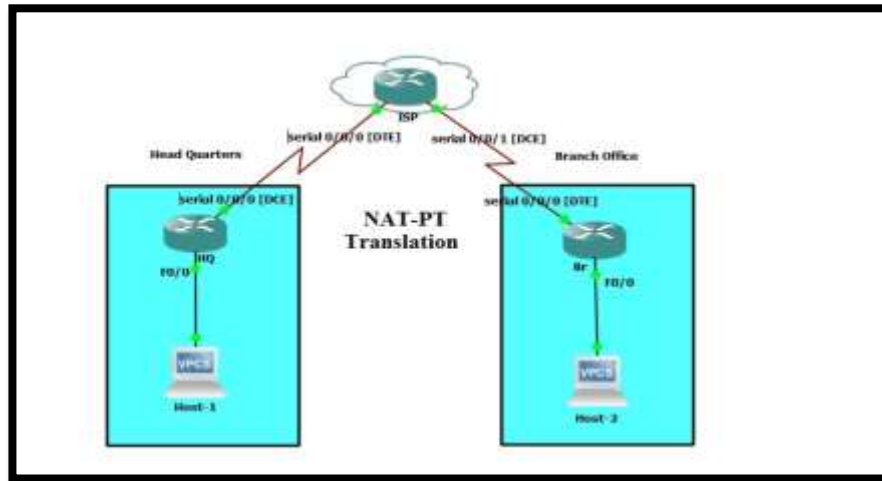 ISP
serial 0/0/0 [DTE]
serial 0/0/1 [DCE]
Head Quarters
Branch Office
serial 0/0/0 [DCE]
serial 0/0/0 [DTE]
NAT-PT
Translation
HQ
F0/0
Br
F0/0
VPCS
Host-1
VPCS
Host-2